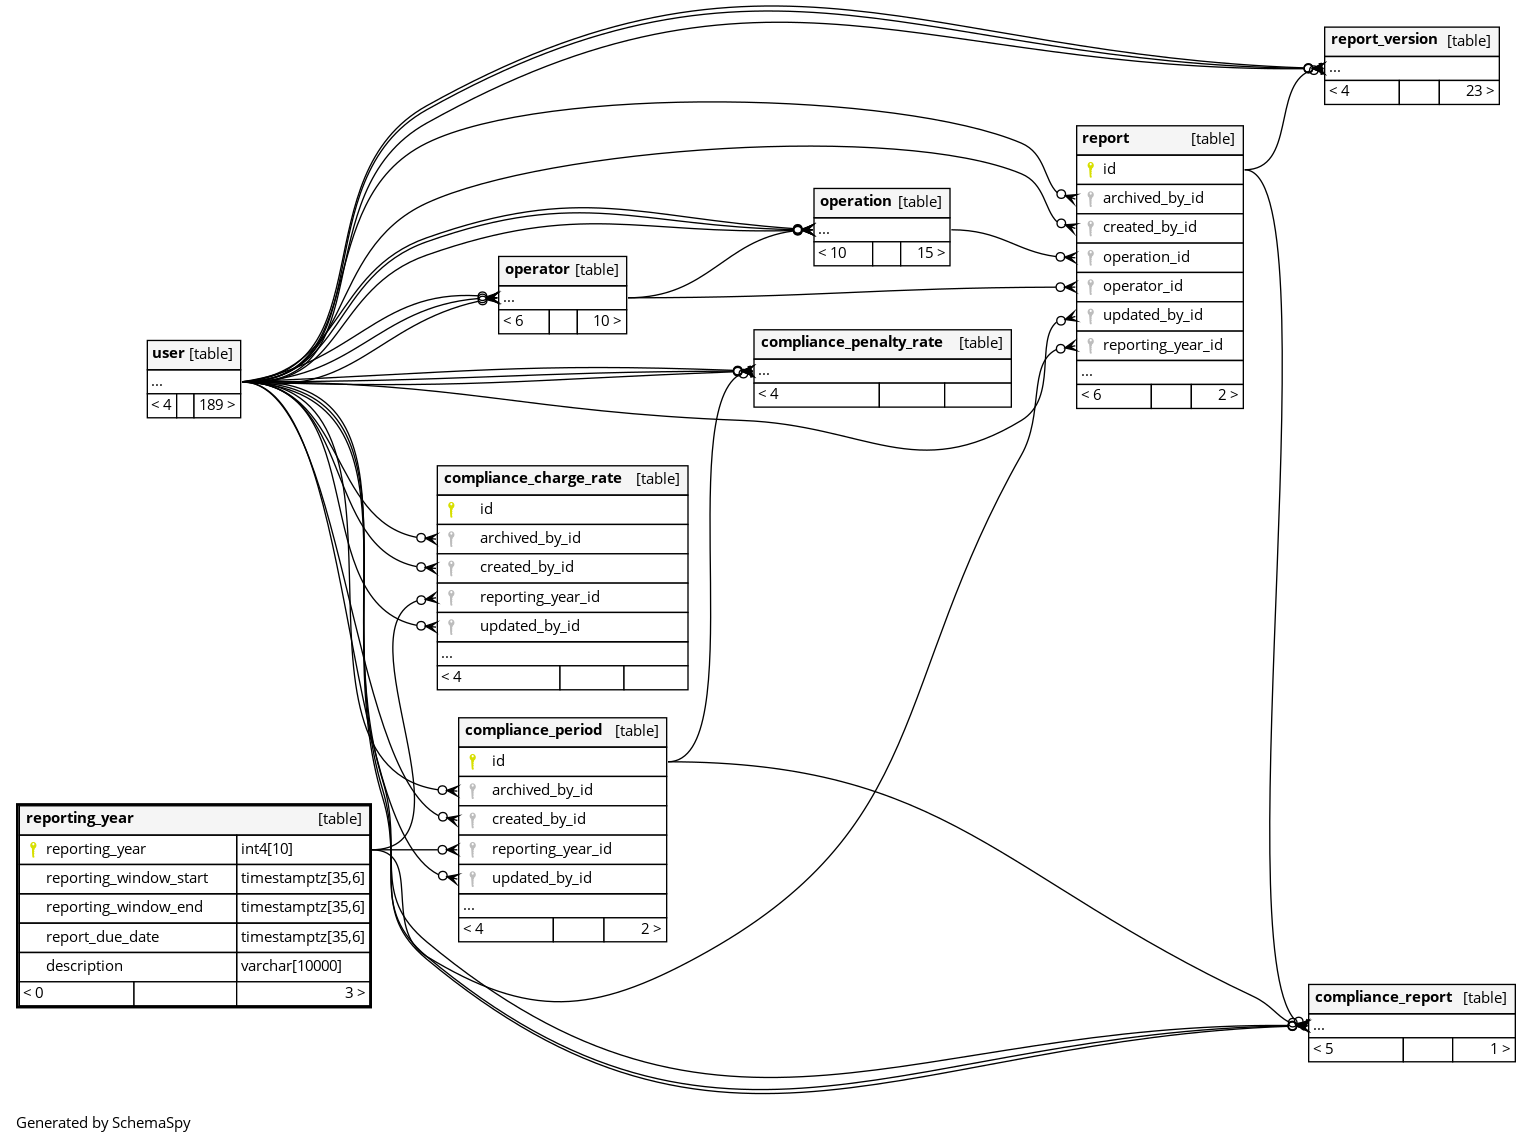 report_version [table]
...
< 4 23 >
report [table]
id
archived_by_id
created_by_id
operation_id
operator_id
updated_by_id
reporting_year_id
...
< 6 2 >
operation [table]
...
< 10 15 >
operator [table]
...
< 6 10 >
user [table]
...
< 4 189 >
compliance_penalty_rate [table]
...
< 4
compliance_charge_rate [table]
id
archived_by_id
created_by_id
reporting_year_id
updated_by_id
...
< 4
compliance_period [table]
id
archived_by_id
created_by_id
reporting_year_id
updated_by_id
...
< 4 2 >
reporting_year [table]
reporting_year int4[10]
reporting_window_start timestamptz[35,6]
reporting_window_end timestamptz[35,6]
report_due_date timestamptz[35,6]
description varchar[10000]
< 0 3 >
compliance_report [table]
...
< 5 1 >
Generated by SchemaSpy